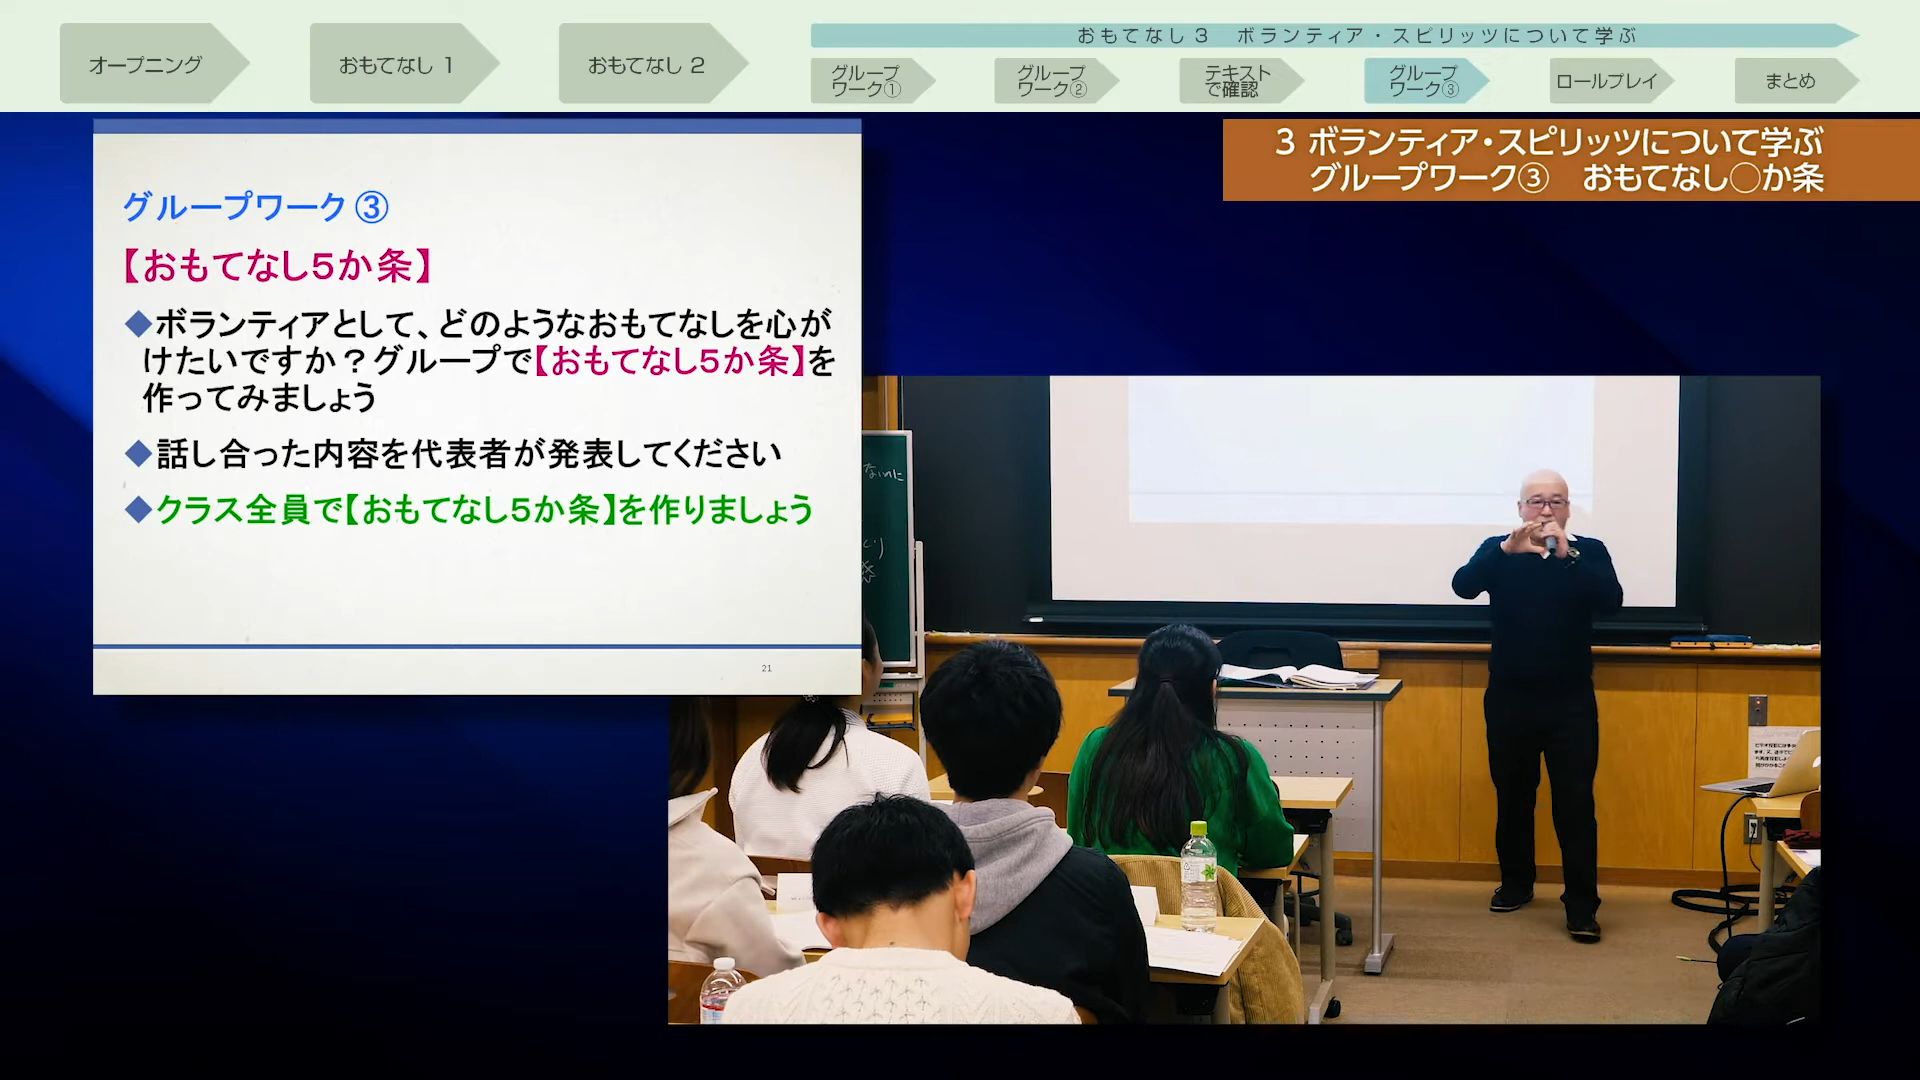 オープニング
おもてなし 1
おもてなし 2
おもてなし 3　ボランティア・スピリッツについて学ぶ
グループ
ワーク①
グループ
ワーク②
テキスト
で確認
グループ
ワーク③
ロールプレイ
まとめ
3 ボランティア・スピリッツについて学ぶ
グループワーク③　おもてなし○か条
グループワーク③
【おもてなし５か条】
◆ボランティアとして、どのようなおもてなしを心が
けたいですか？グループで【おもてなし５か条】を
作ってみましょう
◆話し合った内容を代表者が発表してください
◆クラス全員で【おもてなし５か条】を作りましょう
21